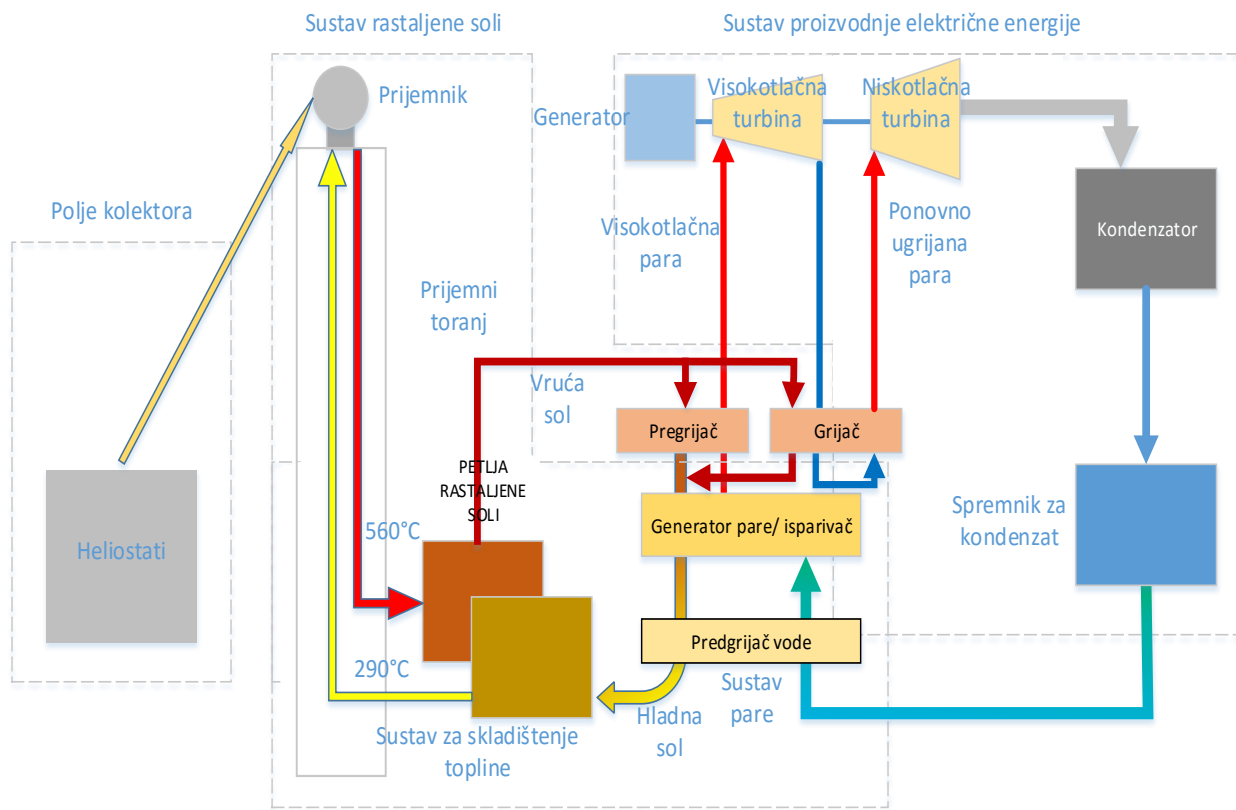 Sustav rastaljene soli
Sustav proizvodnje električne energije
Prijemnik
Generator
Visokotlačna
turbina
Niskotlačna
turbina
Polje kolektora
Visokotlačna
para
Ponovno
ugrijana
para
Kondenzator
Prijemni
toranj
Vruća
sol
Pregrijač
Grijač
PETLJA
RASTALJENE
SOLI
560°C
Heliostati
Generator pare/ isparivač
Spremnik za
kondenzat
Predgrijač vode
290°C
Sustav
pare
Hladna
sol
Sustav za skladištenje
topline